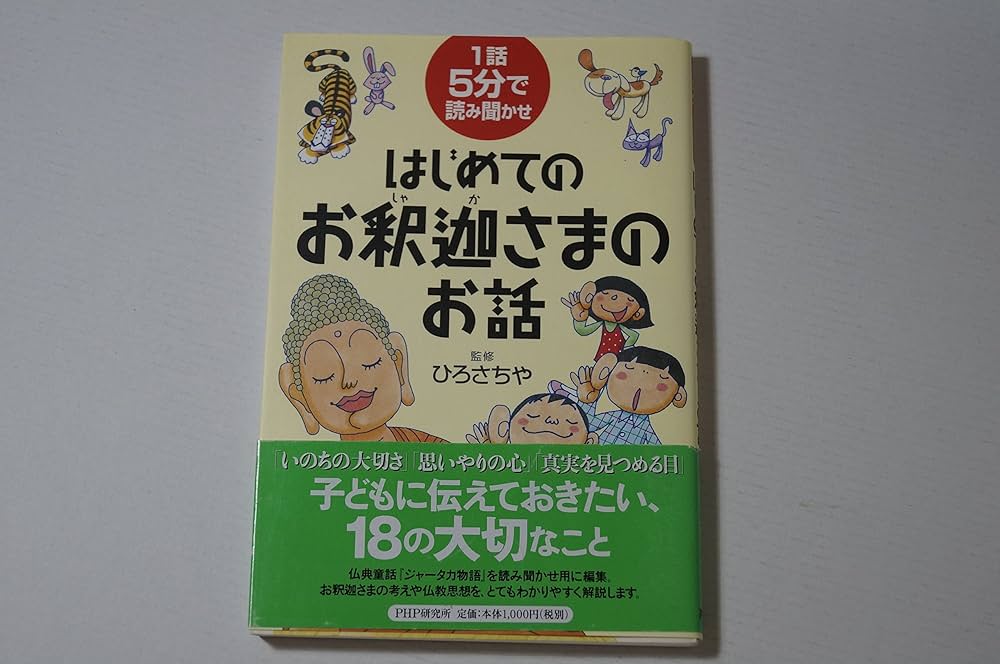 1話
5分で
読み聞かせ
はじめての
しゃか
お釈迦さまの
お話
監修
ひろさちや
「いのちの大切さ」「思いやりの心」「真実を見つめる目」
子どもに伝えておきたい、
18の大切なこと
仏典童話『ジャータカ物語』を読み聞かせ用に編集。
お釈迦さまの考えや仏教思想を、とてもわかりやすく解説します。
PHP研究所 定価:本体1,000円(税別)